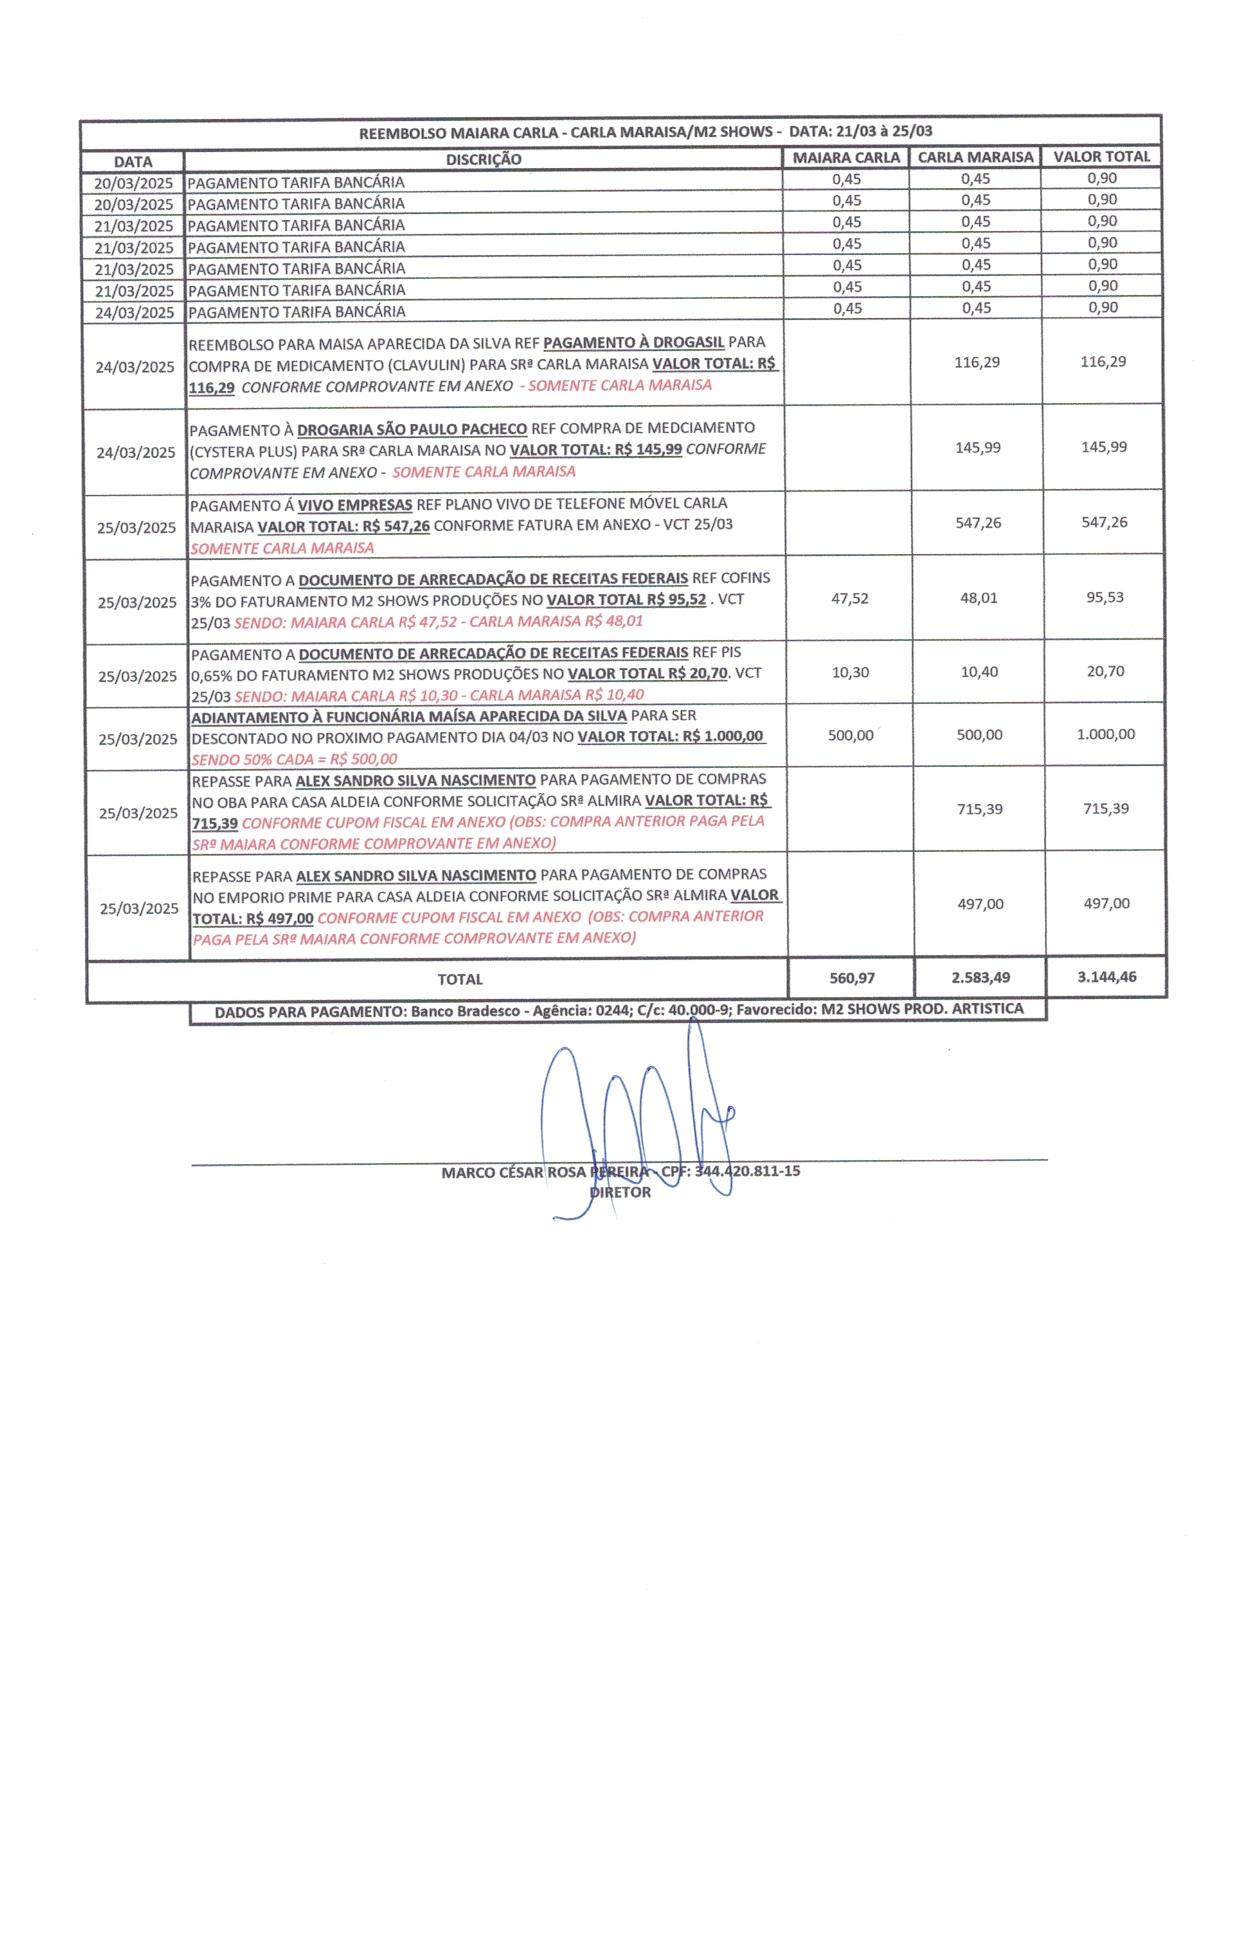 REEMBOLSO MAIARA CARLA - CARLA MARAISA/M2 SHOWS - DATA: 21/03 à 25/03
DATA DISCRIÇÃO MAIARA CARLA CARLA MARAISA VALOR TOTAL
20/03/2025 PAGAMENTO TARIFA BANCÁRIA 0,45 0,45 0,90
20/03/2025 PAGAMENTO TARIFA BANCÁRIA 0,45 0,45 0,90
21/03/2025 PAGAMENTO TARIFA BANCÁRIA 0,45 0,45 0,90
21/03/2025 PAGAMENTO TARIFA BANCÁRIA 0,45 0,45 0,90
21/03/2025 PAGAMENTO TARIFA BANCÁRIA 0,45 0,45 0,90
21/03/2025 PAGAMENTO TARIFA BANCÁRIA 0,45 0,45 0,90
24/03/2025 PAGAMENTO TARIFA BANCÁRIA 0,45 0,45 0,90
REEMBOLSO PARA MAISA APARECIDA DA SILVA REF PAGAMENTO À DROGASIL PARA
24/03/2025 COMPRA DE MEDICAMENTO (CLAVULIN) PARA SRª CARLA MARAISA VALOR TOTAL: R$ 116,29 116,29
116,29 CONFORME COMPROVANTE EM ANEXO - SOMENTE CARLA MARAISA
PAGAMENTO À DROGARIA SÃO PAULO PACHECO REF COMPRA DE MEDCIAMENTO
24/03/2025 (CYSTERA PLUS) PARA SRª CARLA MARAISA NO VALOR TOTAL: R$ 145,99 CONFORME 145,99 145,99
COMPROVANTE EM ANEXO - SOMENTE CARLA MARAISA
PAGAMENTO Á VIVO EMPRESAS REF PLANO VIVO DE TELEFONE MÓVEL CARLA
25/03/2025 MARAISA VALOR TOTAL: R$ 547,26 CONFORME FATURA EM ANEXO - VCT 25/03 547,26 547,26
SOMENTE CARLA MARAISA
PAGAMENTO A DOCUMENTO DE ARRECADAÇÃO DE RECEITAS FEDERAIS REF COFINS
25/03/2025 3% DO FATURAMENTO M2 SHOWS PRODUÇÕES NO VALOR TOTAL R$ 95,52 . VCT 47,52 48,01 95,53
25/03 SENDO: MAIARA CARLA R$ 47,52 - CARLA MARAISA R$ 48,01
PAGAMENTO A DOCUMENTO DE ARRECADAÇÃO DE RECEITAS FEDERAIS REF PIS
25/03/2025 0,65% DO FATURAMENTO M2 SHOWS PRODUÇÕES NO VALOR TOTAL R$ 20,70. VCT 10,30 10,40 20,70
25/03 SENDO: MAIARA CARLA R$ 10,30 - CARLA MARAISA R$ 10,40
ADIANTAMENTO À FUNCIONÁRIA MAÍSA APARECIDA DA SILVA PARA SER
25/03/2025 DESCONTADO NO PROXIMO PAGAMENTO DIA 04/03 NO VALOR TOTAL: R$ 1.000,00 500,00 500,00 1.000,00
SENDO 50% CADA = R$ 500,00
REPASSE PARA ALEX SANDRO SILVA NASCIMENTO PARA PAGAMENTO DE COMPRAS
NO OBA PARA CASA ALDEIA CONFORME SOLICITAÇÃO SRª ALMIRA VALOR TOTAL: R$
25/03/2025 715,39 CONFORME CUPOM FISCAL EM ANEXO (OBS: COMPRA ANTERIOR PAGA PELA 715,39 715,39
SRª MAIARA CONFORME COMPROVANTE EM ANEXO)
REPASSE PARA ALEX SANDRO SILVA NASCIMENTO PARA PAGAMENTO DE COMPRAS
NO EMPORIO PRIME PARA CASA ALDEIA CONFORME SOLICITAÇÃO SRª ALMIRA VALOR
25/03/2025 TOTAL: R$ 497,00 CONFORME CUPOM FISCAL EM ANEXO (OBS: COMPRA ANTERIOR 497,00 497,00
PAGA PELA SRª MAIARA CONFORME COMPROVANTE EM ANEXO)
TOTAL 560,97 2.583,49 3.144,46
DADOS PARA PAGAMENTO: Banco Bradesco - Agência: 0244; C/c: 40.000-9; Favorecido: M2 SHOWS PROD. ARTISTICA
MARCO CÉSAR ROSA PEREIRA - CPF: 344.420.811-15
DIRETOR